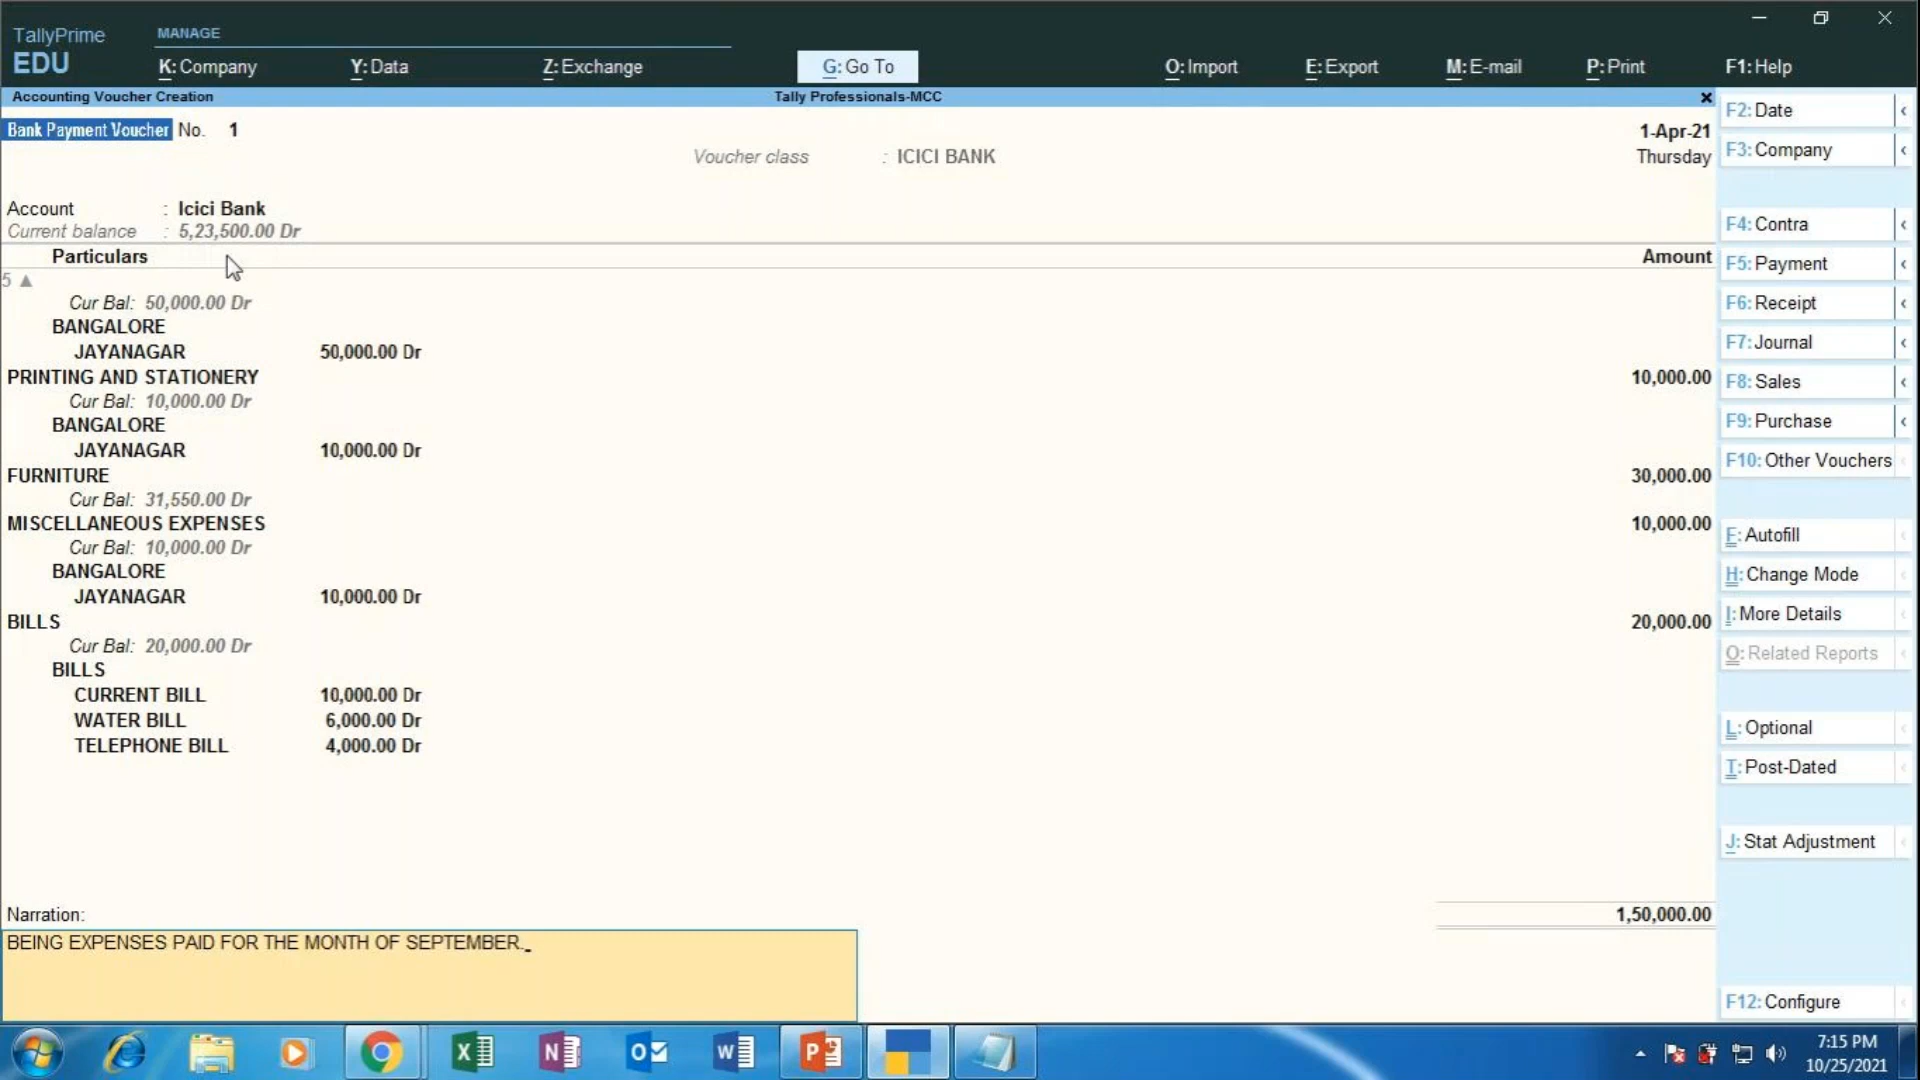 TallyPrime
EDU
MANAGE
K: Company Y: Data Z: Exchange G: Go To O: Import E: Export M: E-mail P: Print F1: Help
Accounting Voucher Creation Tally Professionals-MCC ×
Bank Payment Voucher No. 1 1-Apr-21
Voucher class : ICICI BANK Thursday
Account : Icici Bank
Current balance : 5,23,500.00 Dr
Particulars Amount
5 ▲
Cur Bal: 50,000.00 Dr
BANGALORE
JAYANAGAR 50,000.00 Dr
PRINTING AND STATIONERY 10,000.00
Cur Bal: 10,000.00 Dr
BANGALORE
JAYANAGAR 10,000.00 Dr
FURNITURE 30,000.00
Cur Bal: 31,550.00 Dr
MISCELLANEOUS EXPENSES 10,000.00
Cur Bal: 10,000.00 Dr
BANGALORE
JAYANAGAR 10,000.00 Dr
BILLS 20,000.00
Cur Bal: 20,000.00 Dr
BILLS
CURRENT BILL 10,000.00 Dr
WATER BILL 6,000.00 Dr
TELEPHONE BILL 4,000.00 Dr
Narration: 1,50,000.00
BEING EXPENSES PAID FOR THE MONTH OF SEPTEMBER.
F2: Date
F3: Company
F4: Contra
F5: Payment
F6: Receipt
F7: Journal
F8: Sales
F9: Purchase
F10: Other Vouchers
F: Autofill
H: Change Mode
I: More Details
O: Related Reports
L: Optional
T: Post-Dated
J: Stat Adjustment
F12: Configure
7:15 PM
10/25/2021